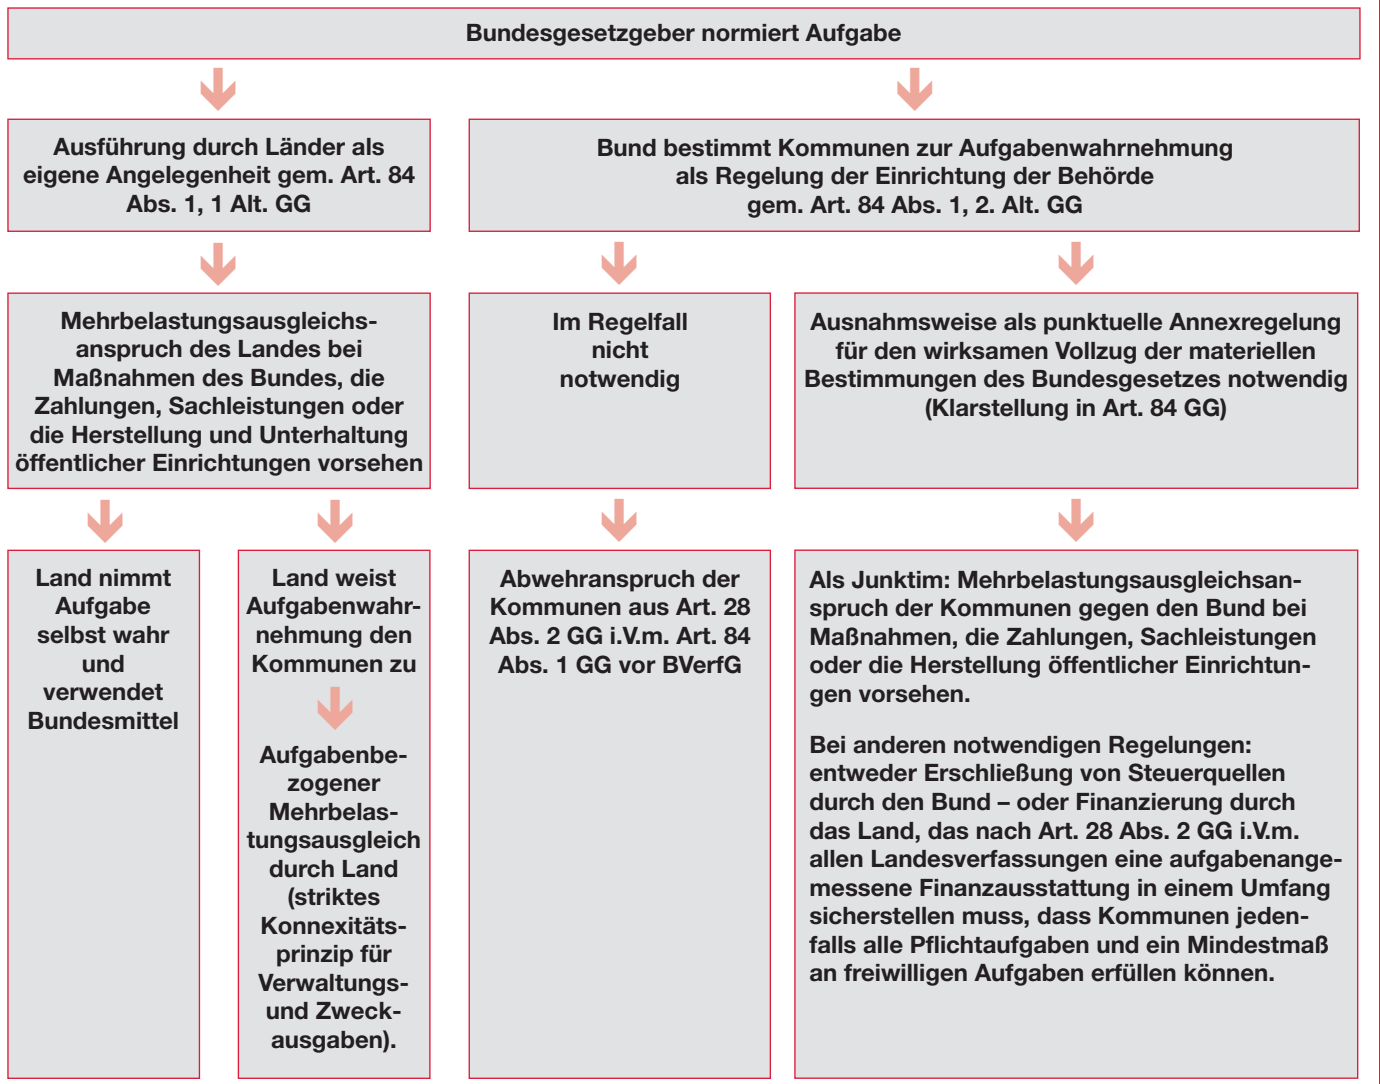 Bundesgesetzgeber normiert Aufgabe
Ausführung durch Länder als
eigene Angelegenheit gem. Art. 84
Abs. 1, 1 Alt. GG
Bund bestimmt Kommunen zur Aufgabenwahrnehmung
als Regelung der Einrichtung der Behörde
gem. Art. 84 Abs. 1, 2. Alt. GG
Mehrbelastungsausgleichs-
anspruch des Landes bei
Maßnahmen des Bundes, die
Zahlungen, Sachleistungen oder
die Herstellung und Unterhaltung
öffentlicher Einrichtungen vorsehen
Im Regelfall
nicht
notwendig
Ausnahmsweise als punktuelle Annexregelung
für den wirksamen Vollzug der materiellen
Bestimmungen des Bundesgesetzes notwendig
(Klarstellung in Art. 84 GG)
Land nimmt
Aufgabe
selbst wahr
und
verwendet
Bundesmittel
Land weist
Aufgabenwahr-
nehmung den
Kommunen zu
Aufgabenbe-
zogener
Mehrbelas-
tungsausgleich
durch Land
(striktes
Konnexitäts-
prinzip für
Verwaltungs-
und Zweck-
ausgaben).
Abwehranspruch der
Kommunen aus Art. 28
Abs. 2 GG i.V.m. Art. 84
Abs. 1 GG vor BVerfG
Als Junktim: Mehrbelastungsausgleichsan-
spruch der Kommunen gegen den Bund bei
Maßnahmen, die Zahlungen, Sachleistungen
oder die Herstellung öffentlicher Einrichtun-
gen vorsehen.
Bei anderen notwendigen Regelungen:
entweder Erschließung von Steuerquellen
durch den Bund – oder Finanzierung durch
das Land, das nach Art. 28 Abs. 2 GG i.V.m.
allen Landesverfassungen eine aufgabenange-
messene Finanzausstattung in einem Umfang
sicherstellen muss, dass Kommunen jeden-
falls alle Pflichtaufgaben und ein Mindestmaß
an freiwilligen Aufgaben erfüllen können.